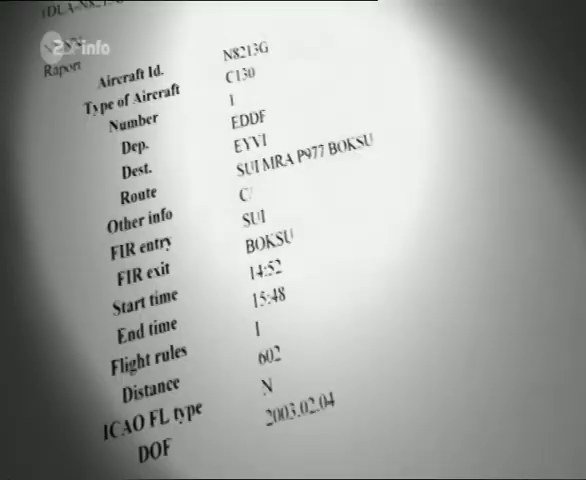 info
Raport
Aircraft Id. N8213G
Type of Aircraft C130
Number 1
Dep. EDDF
Dest. EYVI
Route SUI MRA P977 BOKSU
Other info C/
FIR entry SUI
FIR exit BOKSU
Start time 14:52
End time 15:48
Flight rules I
Distance 602
ICAO FL type N
DOF 2003.02.04